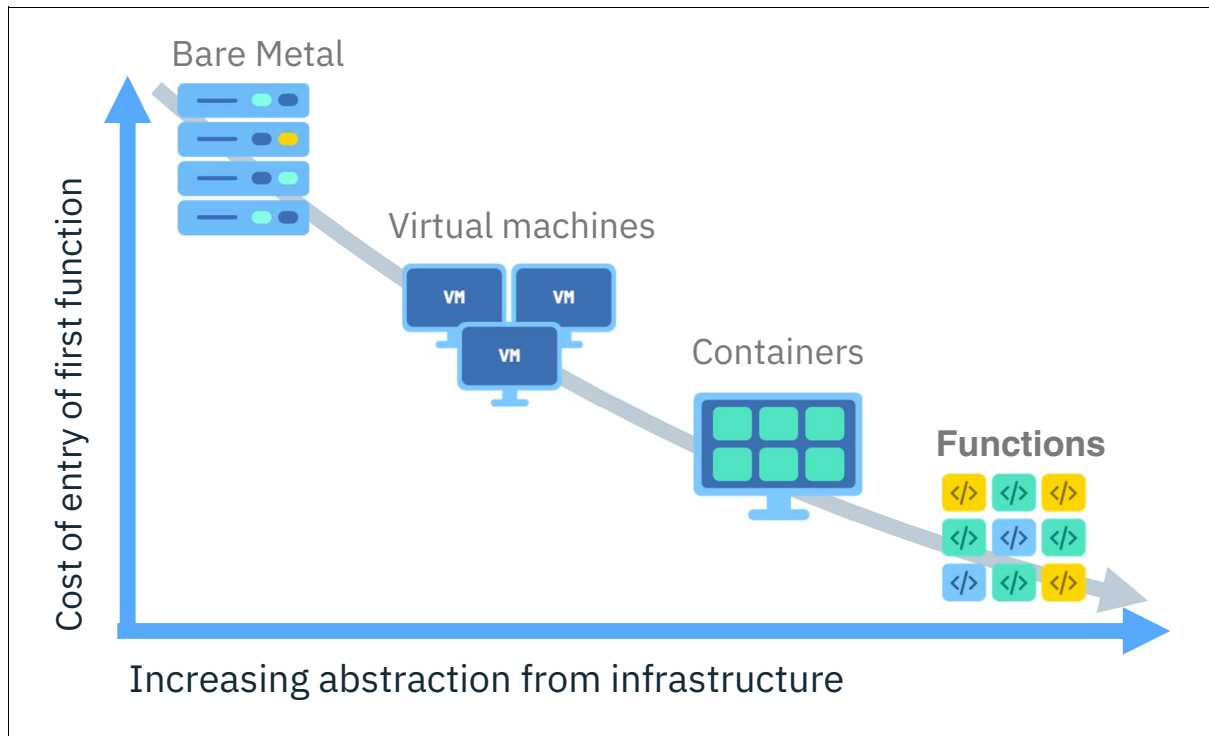 Bare Metal
Virtual machines
VM
VM
VM
Containers
Functions
</>
</>
</>
</>
</>
</>
</>
</>
</>
Cost of entry of first function
Increasing abstraction from infrastructure